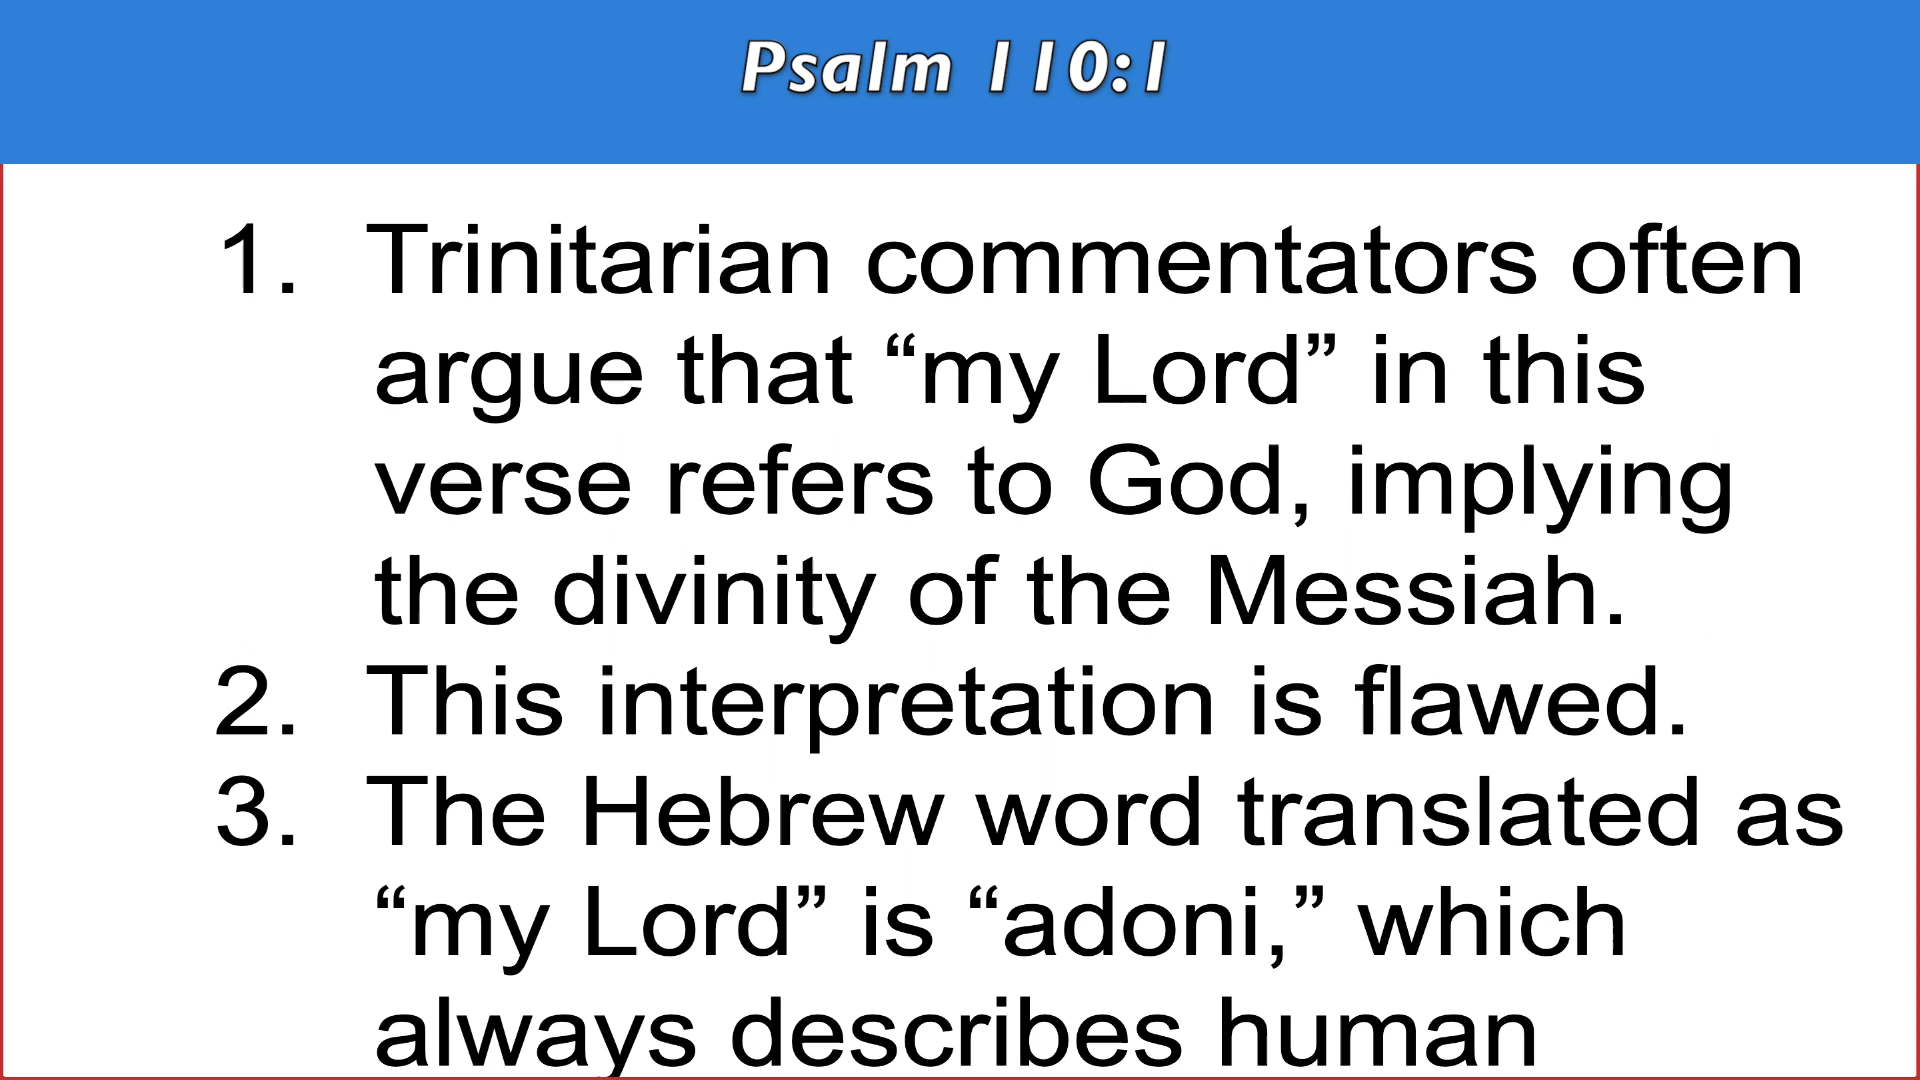 Psalm 110:1
1. Trinitarian commentators often
argue that “my Lord” in this
verse refers to God, implying
the divinity of the Messiah.
2. This interpretation is flawed.
3. The Hebrew word translated as
“my Lord” is “adoni,” which
always describes human